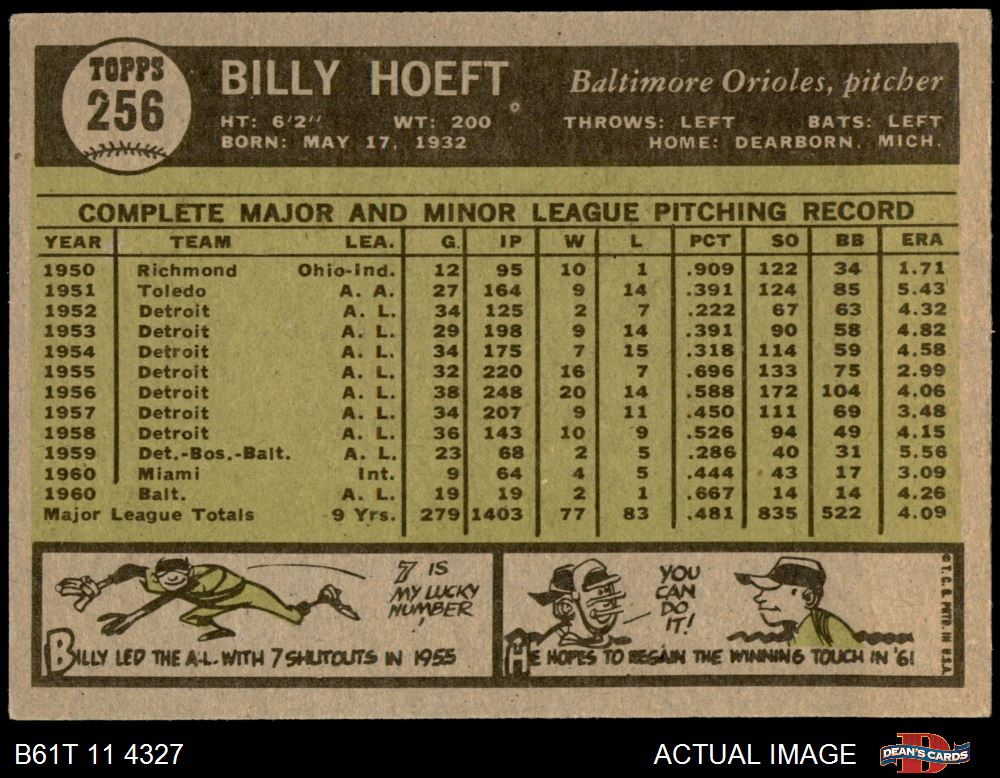 TOPPS
256
BILLY HOEFT
Baltimore Orioles, pitcher
HT: 6'2" WT: 200 THROWS: LEFT BATS: LEFT
BORN: MAY 17, 1932 HOME: DEARBORN, MICH.
COMPLETE MAJOR AND MINOR LEAGUE PITCHING RECORD
YEAR TEAM LEA. G. IP W L PCT SO BB ERA
1950 Richmond Ohio-Ind. 12 95 10 1 .909 122 34 1.71
1951 Toledo A. A. 27 164 9 14 .391 124 85 5.43
1952 Detroit A. L. 34 125 2 7 .222 67 63 4.32
1953 Detroit A. L. 29 198 9 14 .391 90 58 4.82
1954 Detroit A. L. 34 175 7 15 .318 114 59 4.58
1955 Detroit A. L. 32 220 16 7 .696 133 75 2.99
1956 Detroit A. L. 38 248 20 14 .588 172 104 4.06
1957 Detroit A. L. 34 207 9 11 .450 111 69 3.48
1958 Detroit A. L. 36 143 10 9 .526 94 49 4.15
1959 Det.-Bos.-Balt. A. L. 23 68 2 5 .286 40 31 5.56
1960 Miami Int. 9 64 4 5 .444 43 17 3.09
1960 Balt. A. L. 19 19 2 1 .667 14 14 4.26
Major League Totals 9 Yrs. 279 1403 77 83 .481 835 522 4.09
7 IS
MY LUCKY
NUMBER!
BILLY LED THE A.L. WITH 7 SHUTOUTS IN 1955
YOU
CAN
DO
IT!
HE HOPES TO REGAIN THE WINNING TOUCH IN '61
© T. C. G. PRTD. IN U.S.A.
B61T 11 4327
ACTUAL IMAGE
DEAN'S CARDS